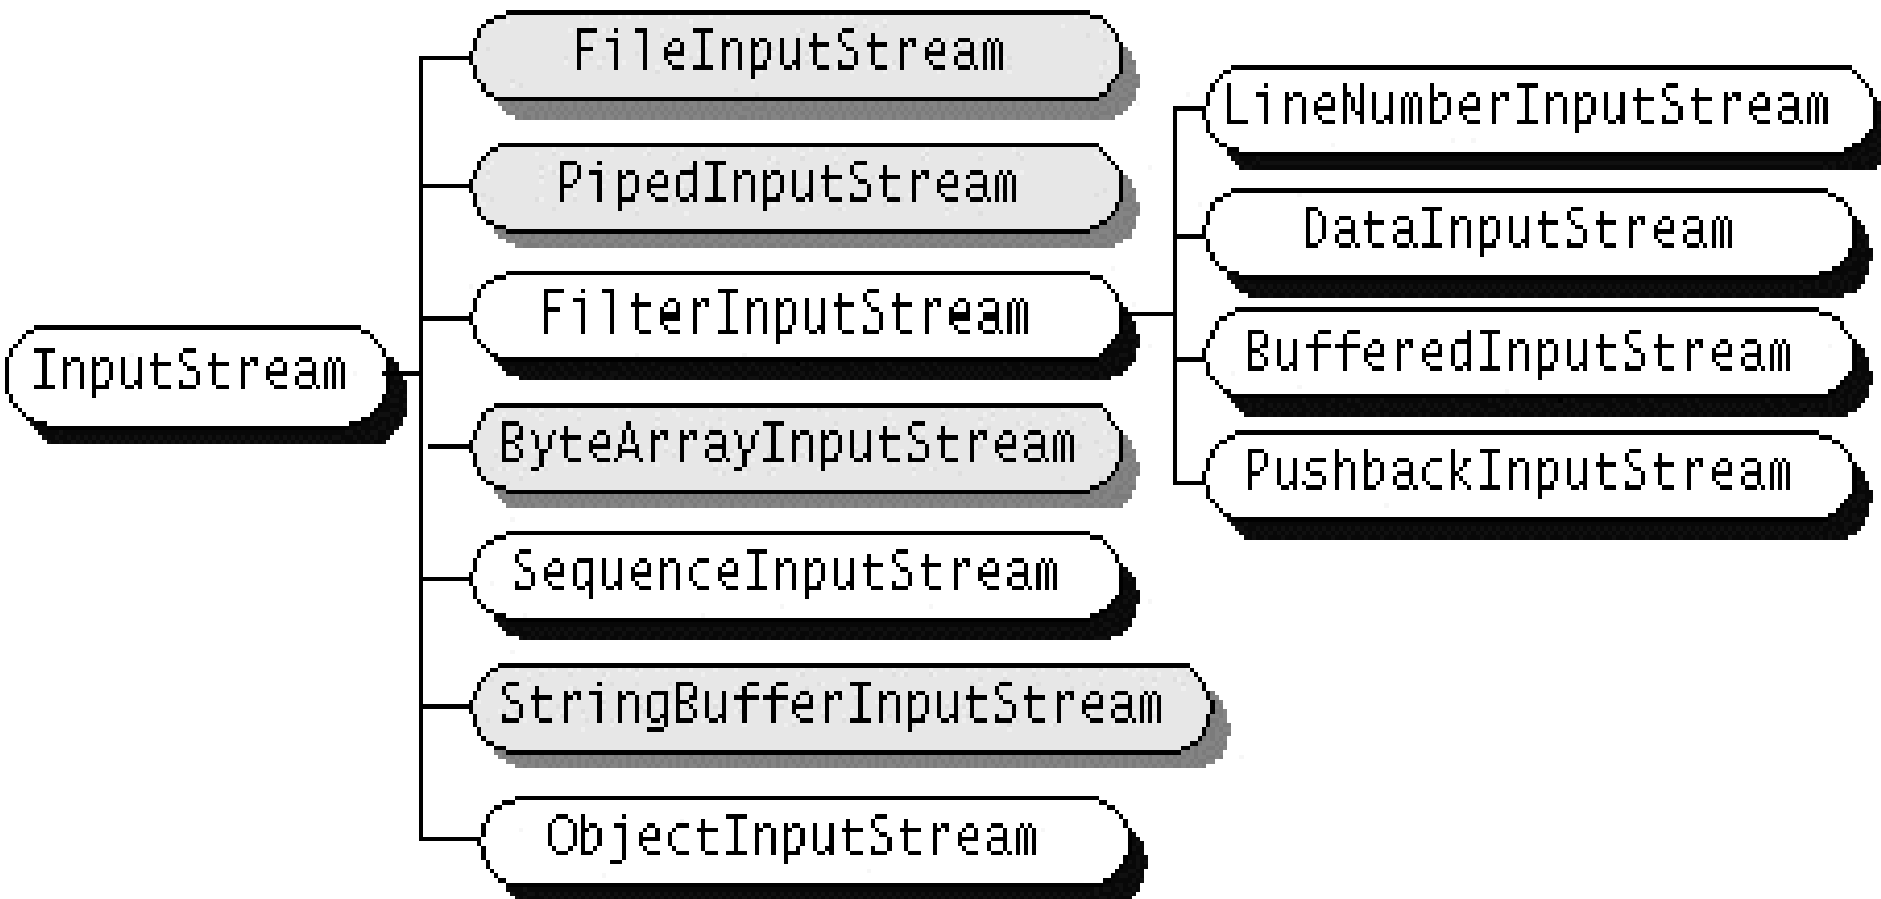 FileInputStream
PipedInputStream
FilterInputStream
InputStream
ByteArrayInputStream
SequenceInputStream
StringBufferInputStream
ObjectInputStream
LineNumberInputStream
DataInputStream
BufferedInputStream
PushbackInputStream